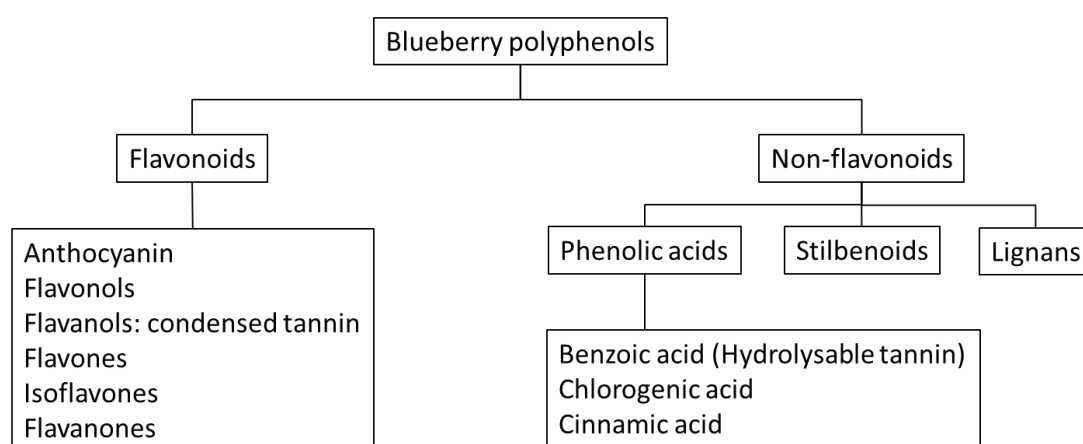 Blueberry polyphenols
Flavonoids
Non-flavonoids
Anthocyanin
Flavonols
Flavanols: condensed tannin
Flavones
Isoflavones
Flavanones
Phenolic acids
Stilbenoids
Lignans
Benzoic acid (Hydrolysable tannin)
Chlorogenic acid
Cinnamic acid